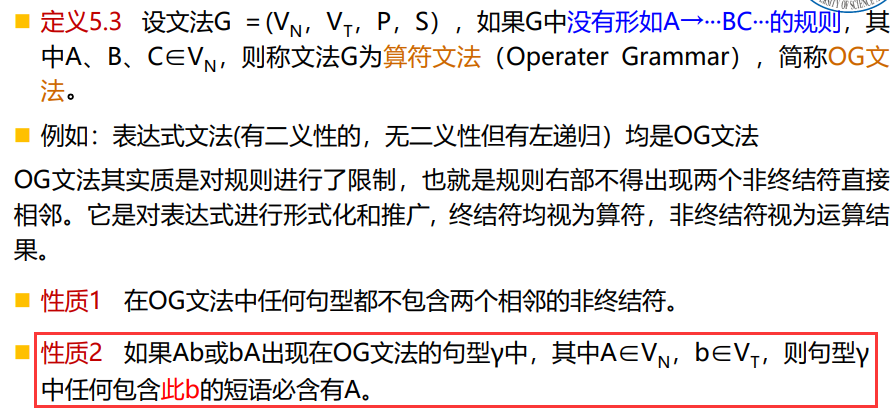 UNIVERSITY OF SCIENCE
■ 定义5.3 设文法G =(V_N，V_T，P，S），如果G中没有形如A→···BC···的规则，其
中A、B、C∈V_N，则称文法G为算符文法（Operater Grammar），简称OG文
法。
■ 例如：表达式文法(有二义性的，无二义性但有左递归）均是OG文法
OG文法其实质是对规则进行了限制，也就是规则右部不得出现两个非终结符直接
相邻。它是对表达式进行形式化和推广, 终结符均视为算符，非终结符视为运算结
果。
■ 性质1 在OG文法中任何句型都不包含两个相邻的非终结符。
■ 性质2 如果Ab或bA出现在OG文法的句型γ中，其中A∈V_N，b∈V_T，则句型γ
中任何包含此b的短语必含有A。